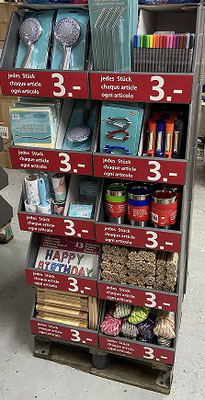 jedes Stück
chaque article
ogni articolo
3.-
jedes Stück
chaque article
ogni articolo
3.-
jedes Stück
chaque article
ogni articolo
3.-
jedes Stück
chaque article
ogni articolo
3.-
jedes Stück
chaque article
ogni articolo
3.-
jedes Stück
chaque article
ogni articolo
3.-
13
HAPPY
BIRTHDAY
jedes Stück
chaque article
ogni articolo
3.-
jedes Stück
chaque article
ogni articolo
3.-
jedes Stück
chaque article
ogni articolo
3.-
jedes Stück
chaque article
ogni articolo
3.-